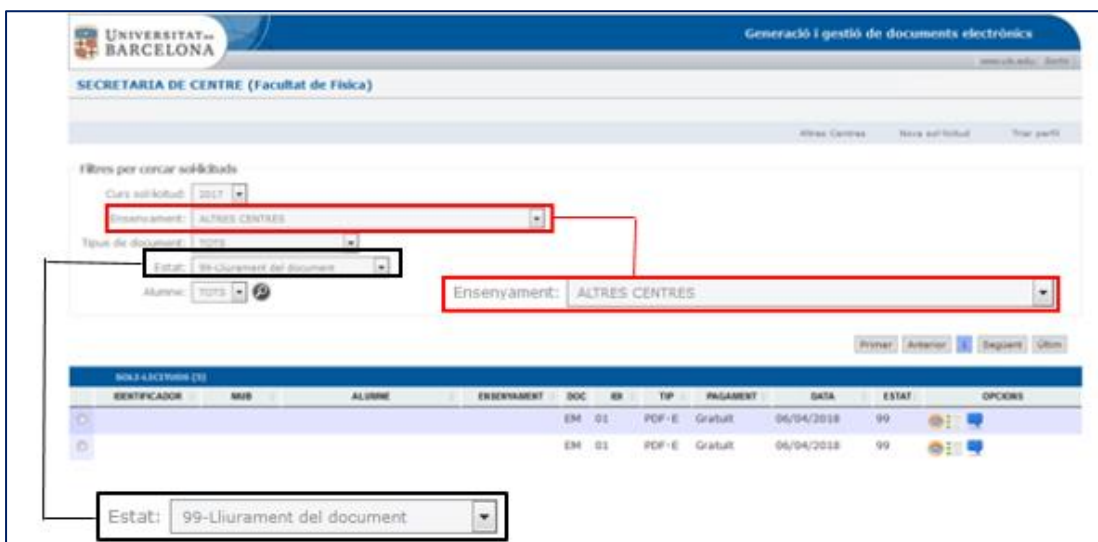 UNIVERSITAT DE
BARCELONA
Generació i gestió de documents electrònics
www.ub.edu Sortir
SECRETARIA DE CENTRE (Facultat de Física)
Altres Centres Nova sol·licitud Triar perfil
Filtres per cercar sol·licituds
Curs sol·licitud: 2017
Ensenyament: ALTRES CENTRES
Tipus de document: TOTS
Estat: 99-Lliurament del document
Alumne: TOTS
Ensenyament: ALTRES CENTRES
Primer Anterior 1 Següent Últim
IDENTIFICADOR NIUB ALUMNE ENSENYAMENT DOC TIP PAGAMENT DATA ESTAT OPCIONS
EM 01 PDF-E Gratuït 06/04/2018 99
EM 01 PDF-E Gratuït 06/04/2018 99
Estat: 99-Lliurament del document